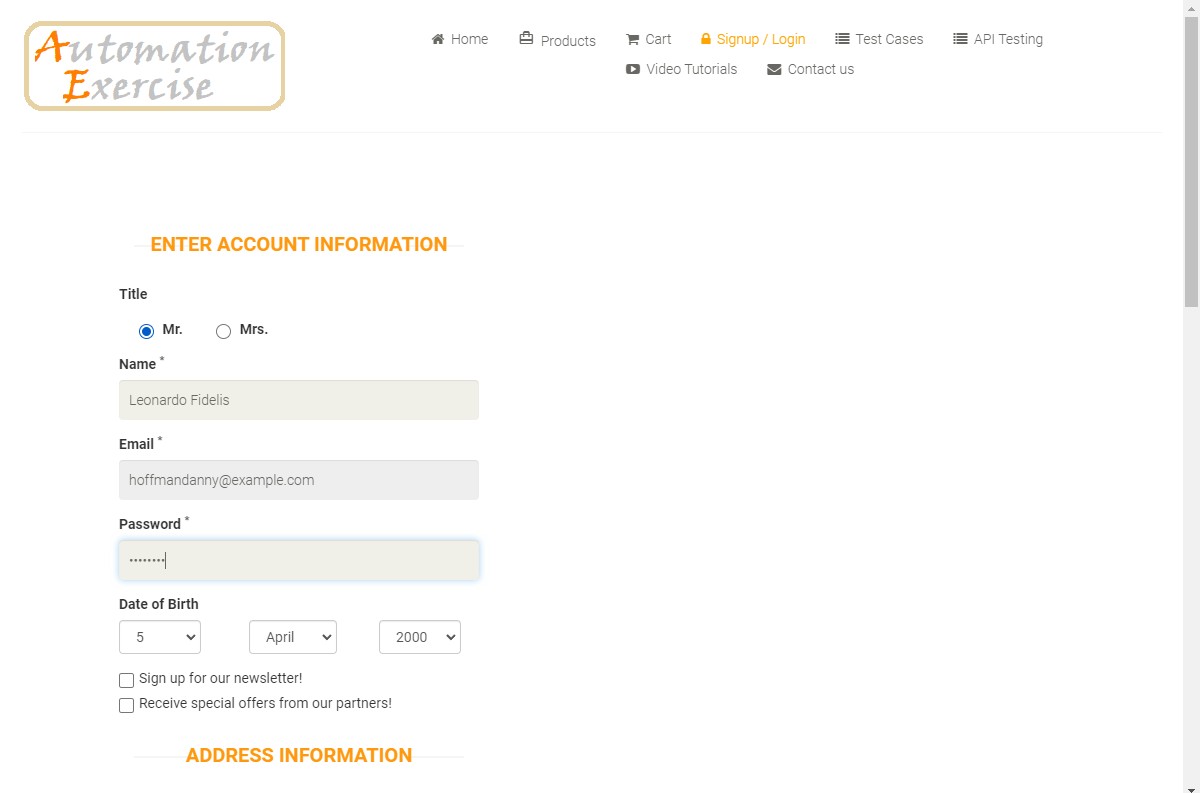 Automation
Exercise
Home
Products
Cart
Signup / Login
Test Cases
API Testing
Video Tutorials
Contact us
ENTER ACCOUNT INFORMATION
Title
Mr.
Mrs.
Name *
Leonardo Fidelis
Email *
hoffmandanny@example.com
Password *
••••••••
Date of Birth
5
April
2000
Sign up for our newsletter!
Receive special offers from our partners!
ADDRESS INFORMATION